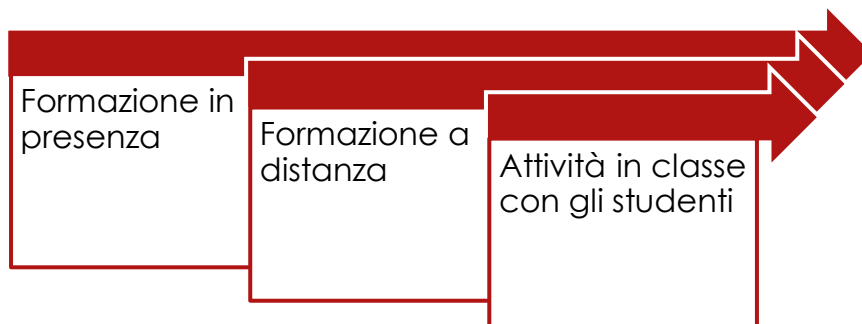 Formazione in
presenza
Formazione a
distanza
Attività in classe
con gli studenti